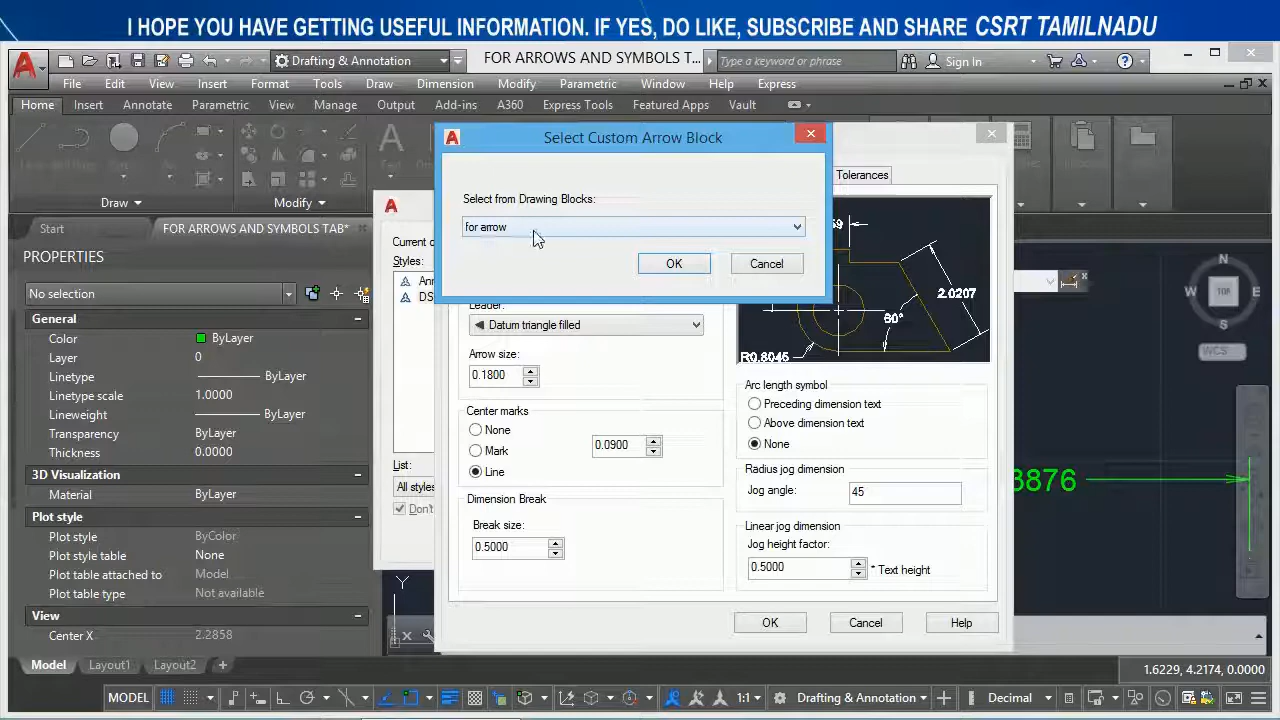 I HOPE YOU HAVE GETTING USEFUL INFORMATION. IF YES, DO LIKE, SUBSCRIBE AND SHARE CSRT TAMILNADU
Drafting & Annotation
FOR ARROWS AND SYMBOLS T...
Type a keyword or phrase
Sign In
File Edit View Insert Format Tools Draw Dimension Modify Parametric Window Help Express
Home Insert Annotate Parametric View Manage Output Add-ins A360 Express Tools Featured Apps Vault
Draw
Modify
Select Custom Arrow Block
Tolerances
Select from Drawing Blocks:
for arrow
OK
Cancel
Start
FOR ARROWS AND SYMBOLS TAB*
PROPERTIES
No selection
General
Color ByLayer
Layer 0
Linetype ByLayer
Linetype scale 1.0000
Lineweight ByLayer
Transparency ByLayer
Thickness 0.0000
3D Visualization
Material ByLayer
Plot style
Plot style ByColor
Plot style table None
Plot table attached to Model
Plot table type Not available
View
Center X 2.2858
Styles:
List:
Leader:
Datum triangle filled
Arrow size:
0.1800
Center marks
None
Mark
0.0900
Line
Dimension Break
Break size:
0.5000
2.0207
60°
R0.8045
Arc length symbol
Preceding dimension text
Above dimension text
None
Radius jog dimension
Jog angle: 45
Linear jog dimension
Jog height factor:
0.5000 * Text height
OK Cancel Help
N
W TOP E
S
WCS
3876
Y
Model Layout1 Layout2 +
1.6229, 4.2174, 0.0000
MODEL
1:1
Drafting & Annotation
Decimal